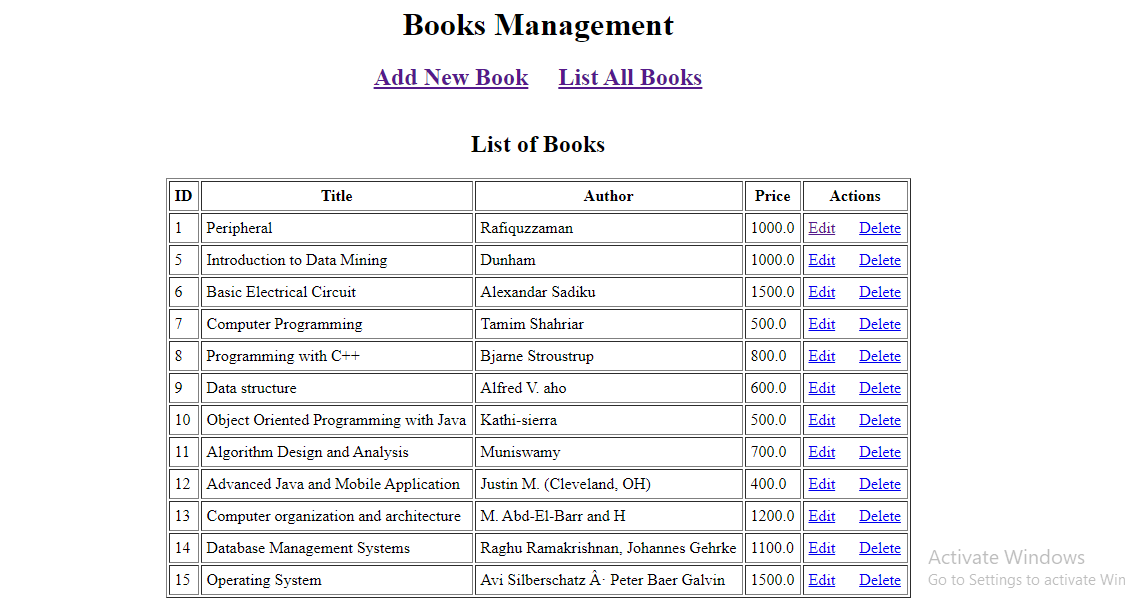 Books Management
Add New Book List All Books
List of Books
ID Title Author Price Actions
1 Peripheral Rafiquzzaman 1000.0 Edit Delete
5 Introduction to Data Mining Dunham 1000.0 Edit Delete
6 Basic Electrical Circuit Alexandar Sadiku 1500.0 Edit Delete
7 Computer Programming Tamim Shahriar 500.0 Edit Delete
8 Programming with C++ Bjarne Stroustrup 800.0 Edit Delete
9 Data structure Alfred V. aho 600.0 Edit Delete
10 Object Oriented Programming with Java Kathi-sierra 500.0 Edit Delete
11 Algorithm Design and Analysis Muniswamy 700.0 Edit Delete
12 Advanced Java and Mobile Application Justin M. (Cleveland, OH) 400.0 Edit Delete
13 Computer organization and architecture M. Abd-El-Barr and H 1200.0 Edit Delete
14 Database Management Systems Raghu Ramakrishnan, Johannes Gehrke 1100.0 Edit Delete
15 Operating System Avi Silberschatz Â· Peter Baer Galvin 1500.0 Edit Delete
Activate Windows
Go to Settings to activate Win